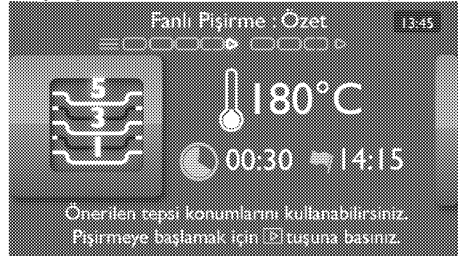 Fanlı Pişirme : Özet
13:45
5
3
1
180°C
00:30 14:15
Önerilen tepsi konumlarını kullanabilirsiniz.
Pişirmeye başlamak için tuşuna basınız.